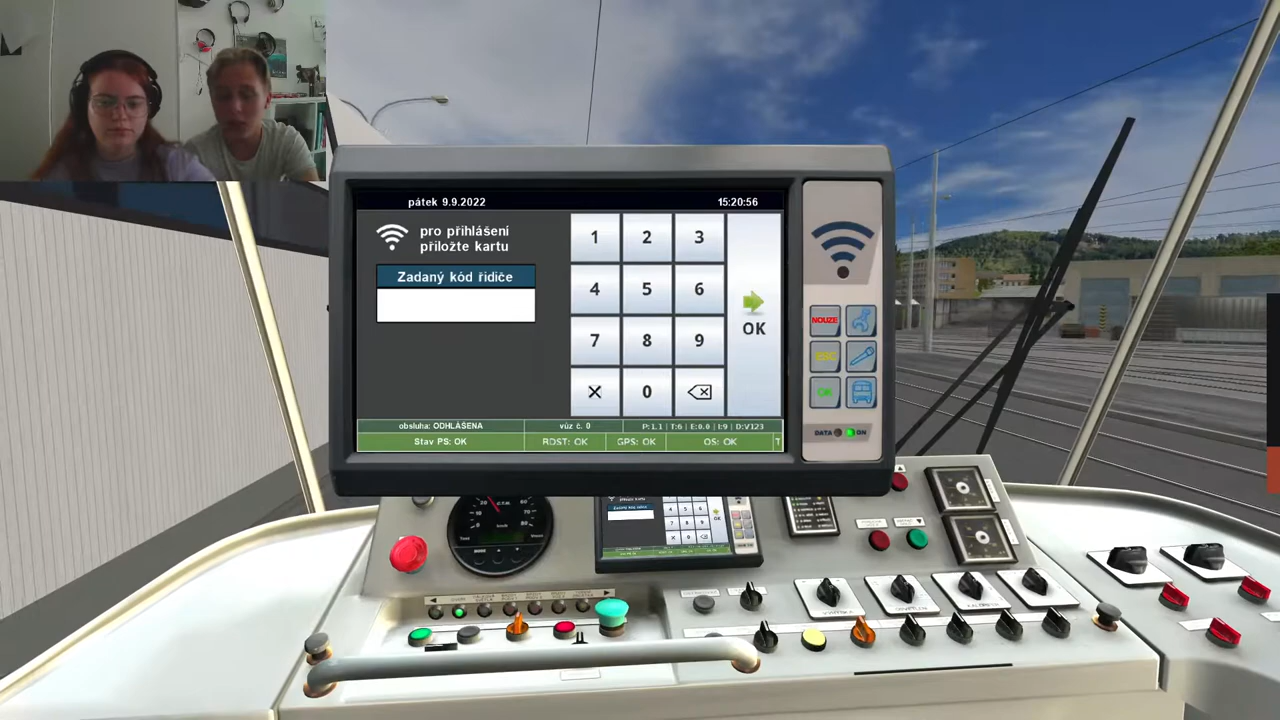 pátek 9.9.2022
15:20:56
pro přihlášení
přiložte kartu
Zadaný kód řidiče
1 2 3
4 5 6
7 8 9
0
OK
NOUZE
ESC
OK
DATA ON
obsluha: ODHLÁŠENA
vůz č. 0
P:1.1 | T:6 | E:0.0 | I:9 | D:V123
Stav PS: OK
RDST: OK
GPS: OK
OS: OK
T